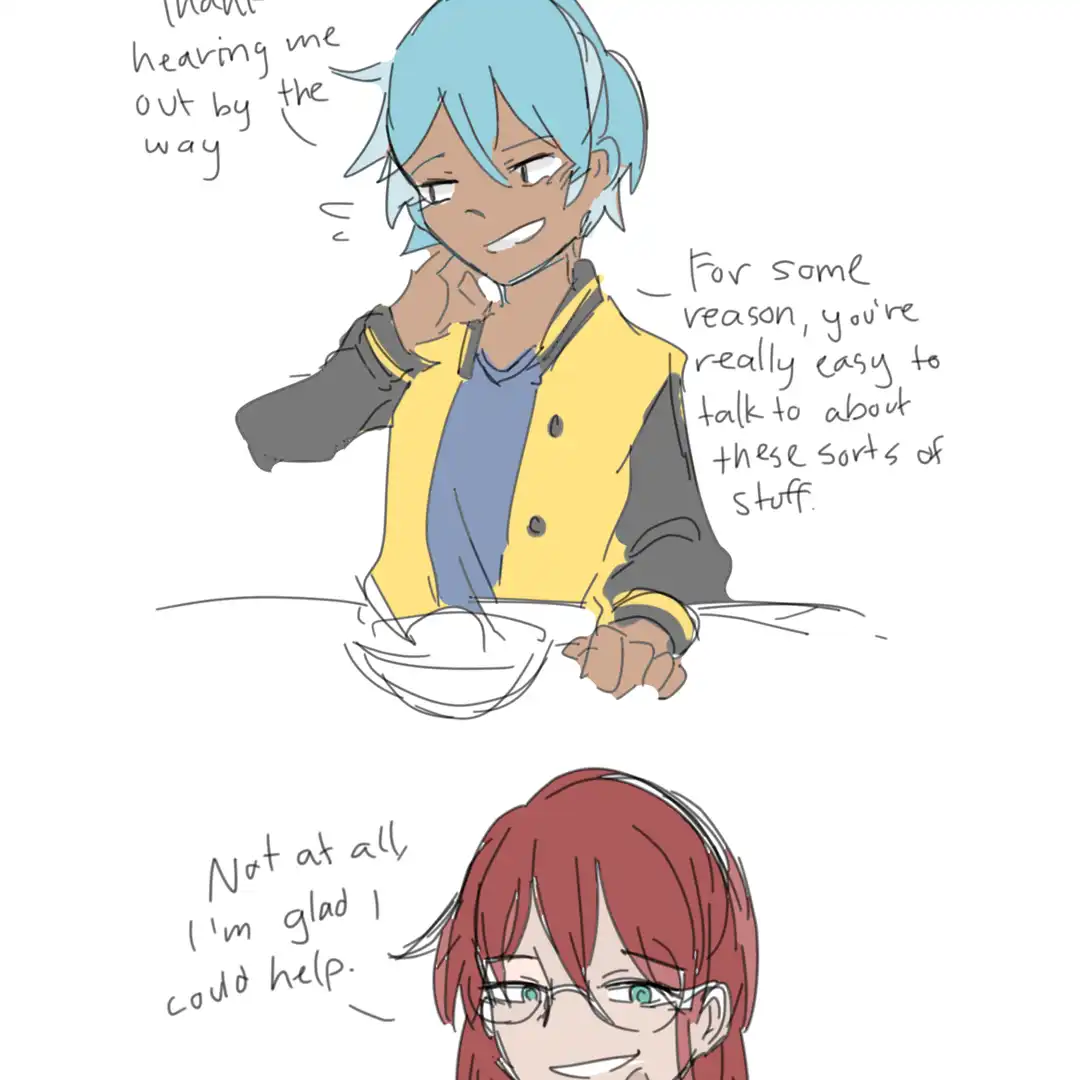 hearing me
out by the
way
For some
reason, you're
really easy to
talk to about
these sorts of
stuff.
Not at all,
I'm glad I
could help.